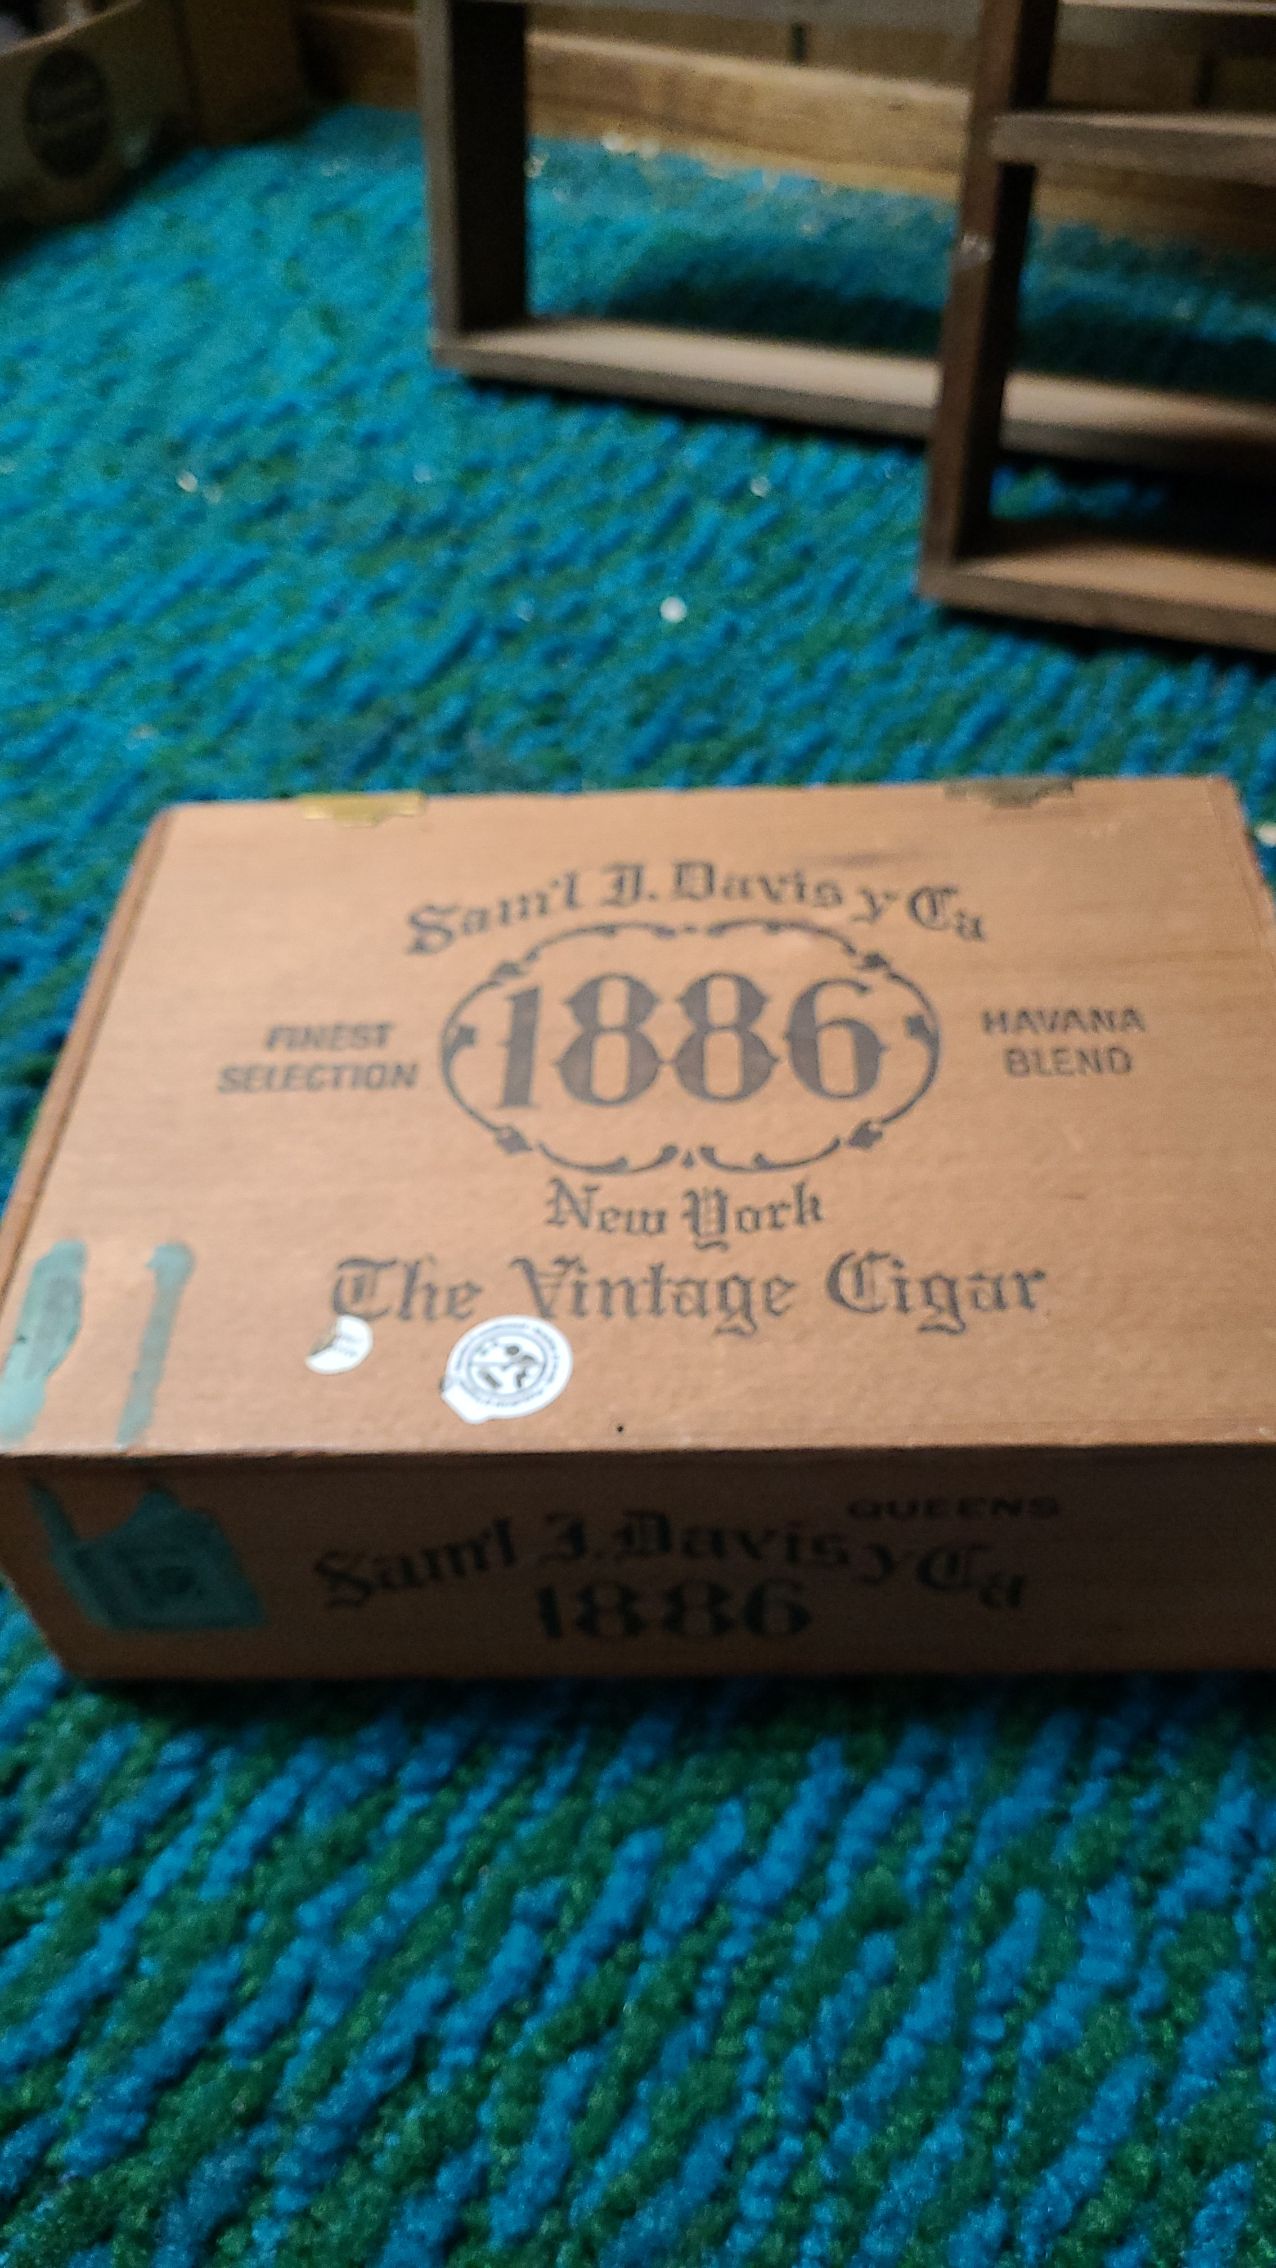 Sam'l I. Davis y Ca
1886
FINEST
SELECTION
HAVANA
BLEND
New York
The Vintage Cigar
QUEENS
Sam'l I. Davis y Ca
1886